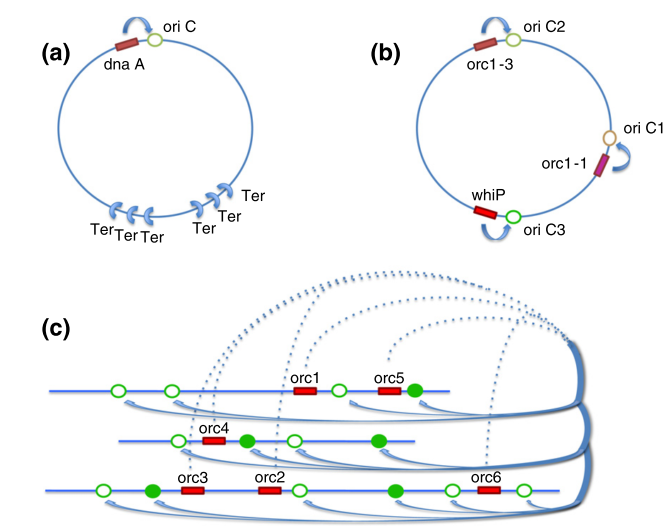 (a)
ori C
dna A
Ter
Ter
Ter
Ter
Ter
Ter
(b)
ori C2
orc1-3
ori C1
orc1-1
whiP
ori C3
(c)
orc1
orc5
orc4
orc3
orc2
orc6